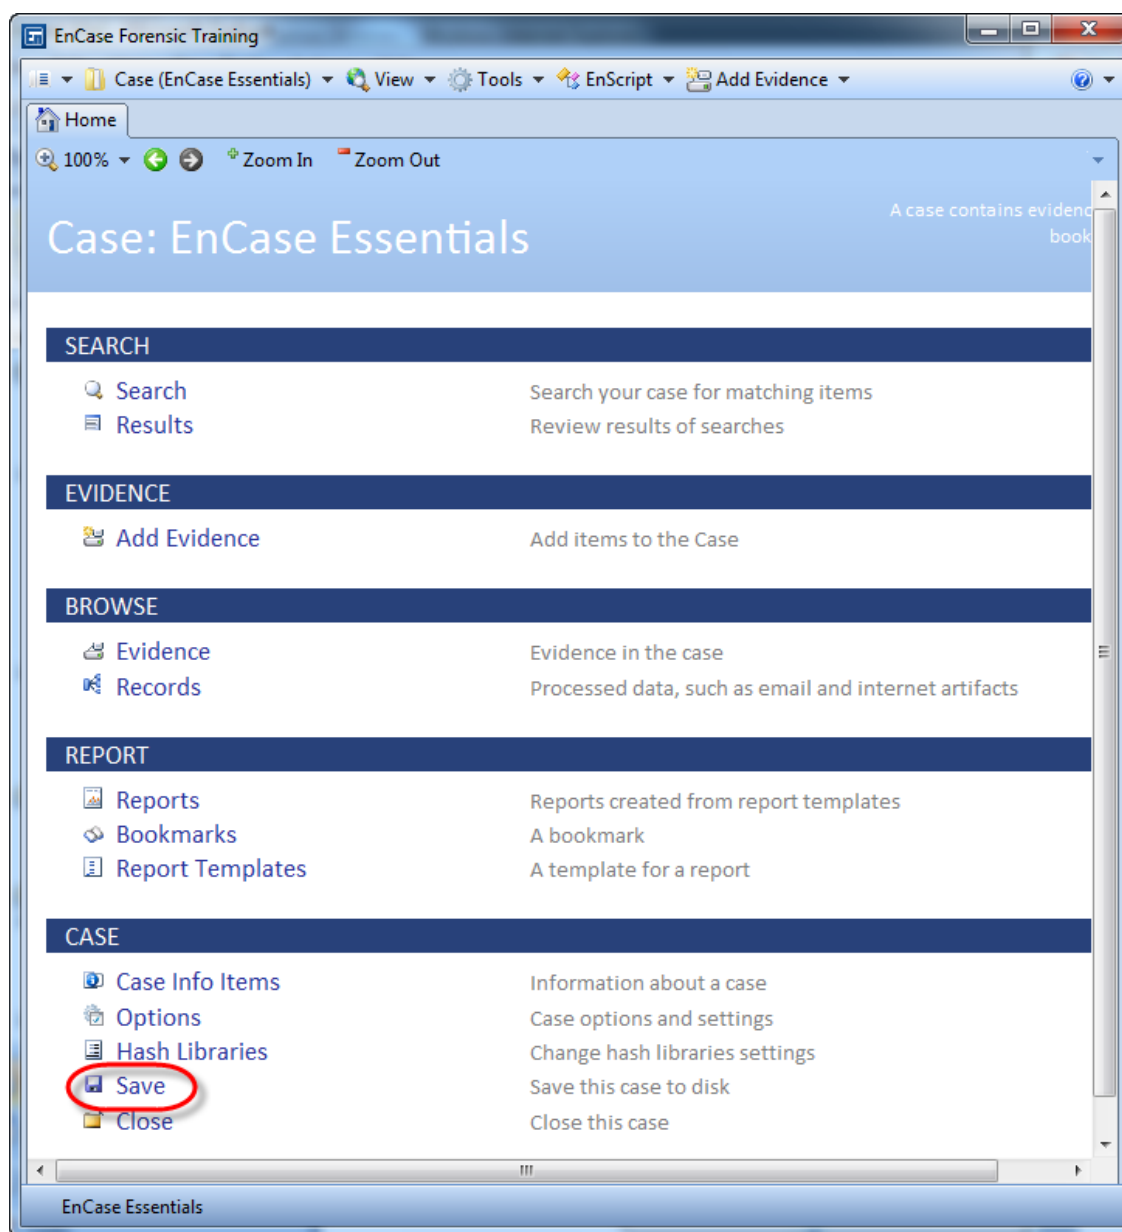 EnCase Forensic Training
Case (EnCase Essentials) View Tools EnScript Add Evidence
Home
100% Zoom In Zoom Out
A case contains evidenc
book
Case: EnCase Essentials
SEARCH
Search Search your case for matching items
Results Review results of searches
EVIDENCE
Add Evidence Add items to the Case
BROWSE
Evidence Evidence in the case
Records Processed data, such as email and internet artifacts
REPORT
Reports Reports created from report templates
Bookmarks A bookmark
Report Templates A template for a report
CASE
Case Info Items Information about a case
Options Case options and settings
Hash Libraries Change hash libraries settings
Save Save this case to disk
Close Close this case
EnCase Essentials